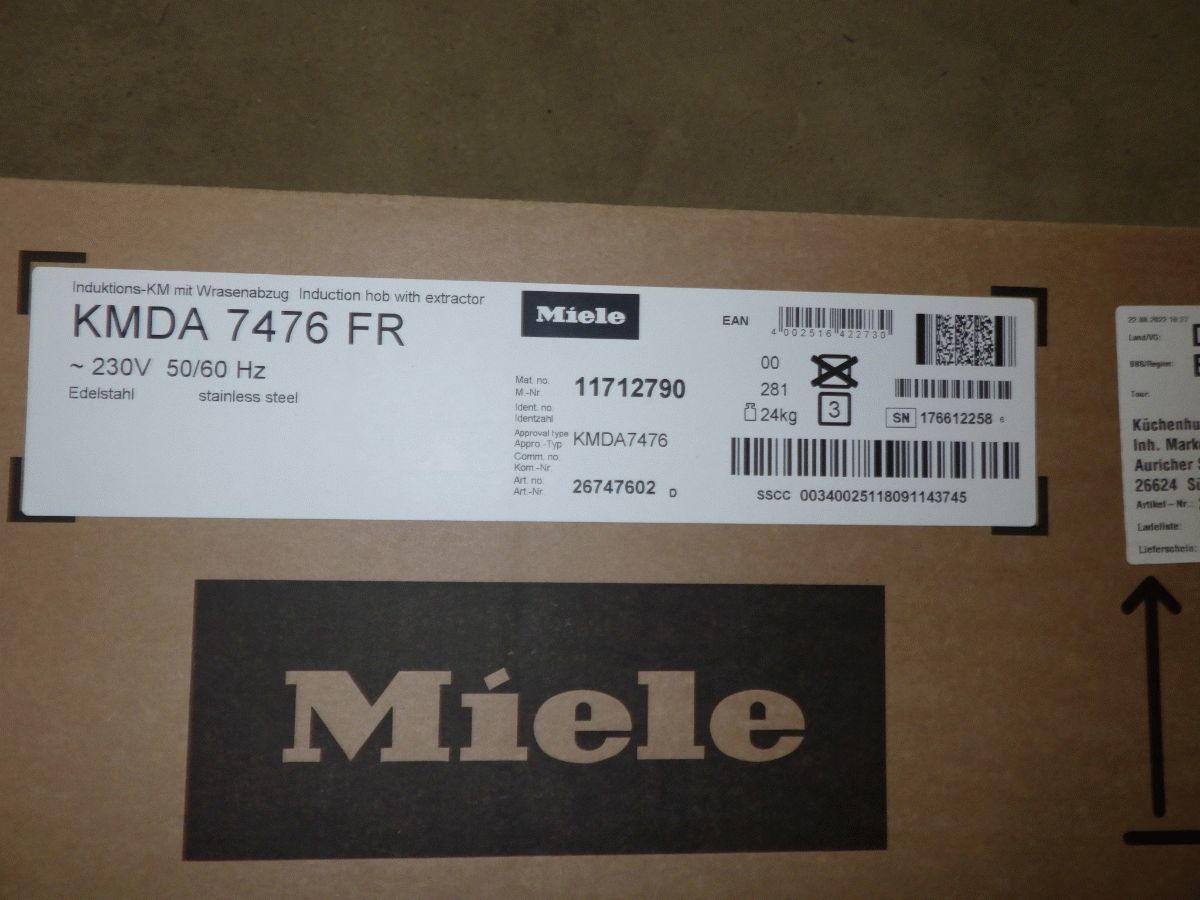 Induktions-KM mit Wrasenabzug Induction hob with extractor
KMDA 7476 FR
~ 230V 50/60 Hz
Edelstahl stainless steel
Miele
Mat. no.
M.-Nr. 11712790
Ident. no.
Identzahl
Approval type
Appro.-Typ KMDA7476
Comm. no.
Kom.-Nr.
Art. no.
Art.-Nr. 26747602 D
EAN 4 002516 422730
00
281
24kg 3
SN 176612258 6
SSCC 00340025118091143745
Land/VG:
Tour:
Küchenhu
Inh. Mark
Auricher
26624 Sü
Artikel-Nr.:
Ladeliste:
Lieferschein:
Miele